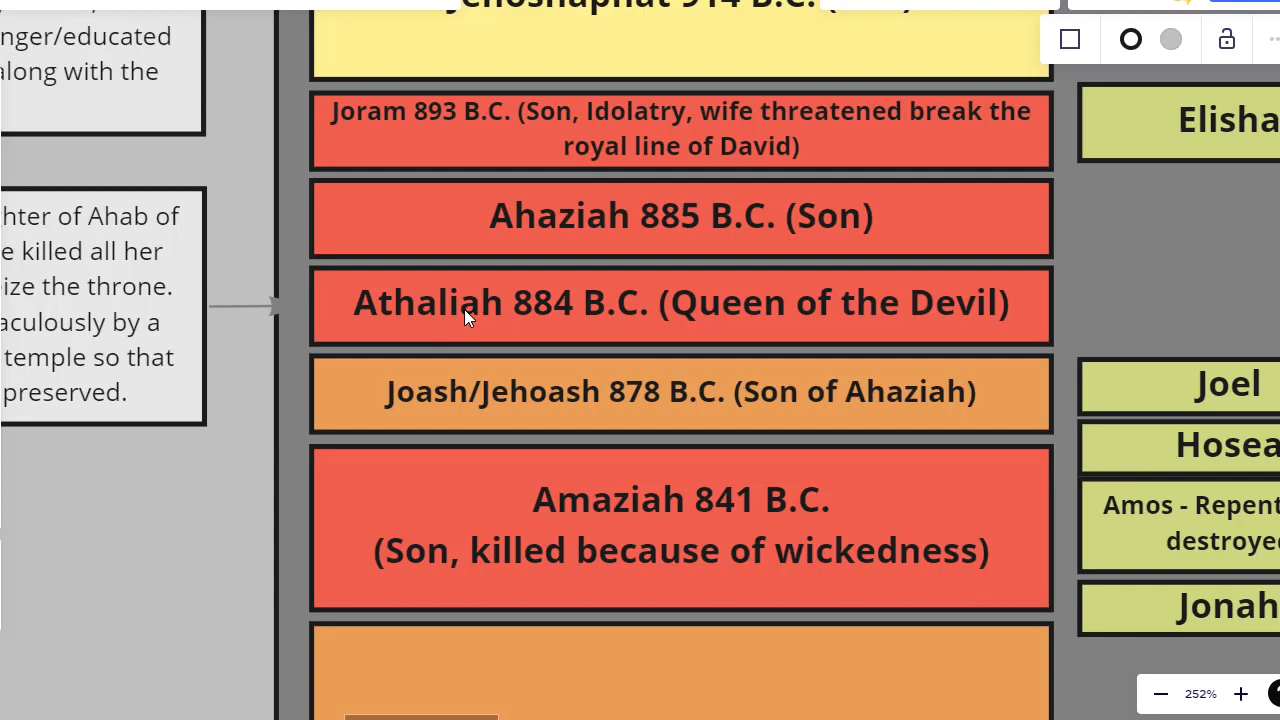 Jehoshaphat 914 B.C.
nger/educated
along with the
Joram 893 B.C. (Son, Idolatry, wife threatened break the
royal line of David)
Elisha
Ahaziah 885 B.C. (Son)
hter of Ahab of
e killed all her
ize the throne.
aculously by a
temple so that
preserved.
Athaliah 884 B.C. (Queen of the Devil)
Joash/Jehoash 878 B.C. (Son of Ahaziah)
Joel
Hosea
Amaziah 841 B.C.
(Son, killed because of wickedness)
Amos - Repent
destroye
Jonah
252%